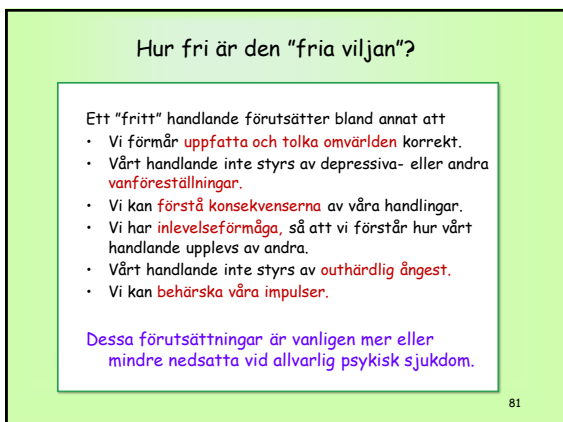 Hur fri är den "fria viljan"?
Ett "fritt" handlande förutsätter bland annat att
• Vi förmår uppfatta och tolka omvärlden korrekt.
• Vårt handlande inte styrs av depressiva- eller andra
vanföreställningar.
• Vi kan förstå konsekvenserna av våra handlingar.
• Vi har inlevelseförmåga, så att vi förstår hur vårt
handlande upplevs av andra.
• Vårt handlande inte styrs av outhärdlig ångest.
• Vi kan behärska våra impulser.
Dessa förutsättningar är vanligen mer eller
mindre nedsatta vid allvarlig psykisk sjukdom.
81